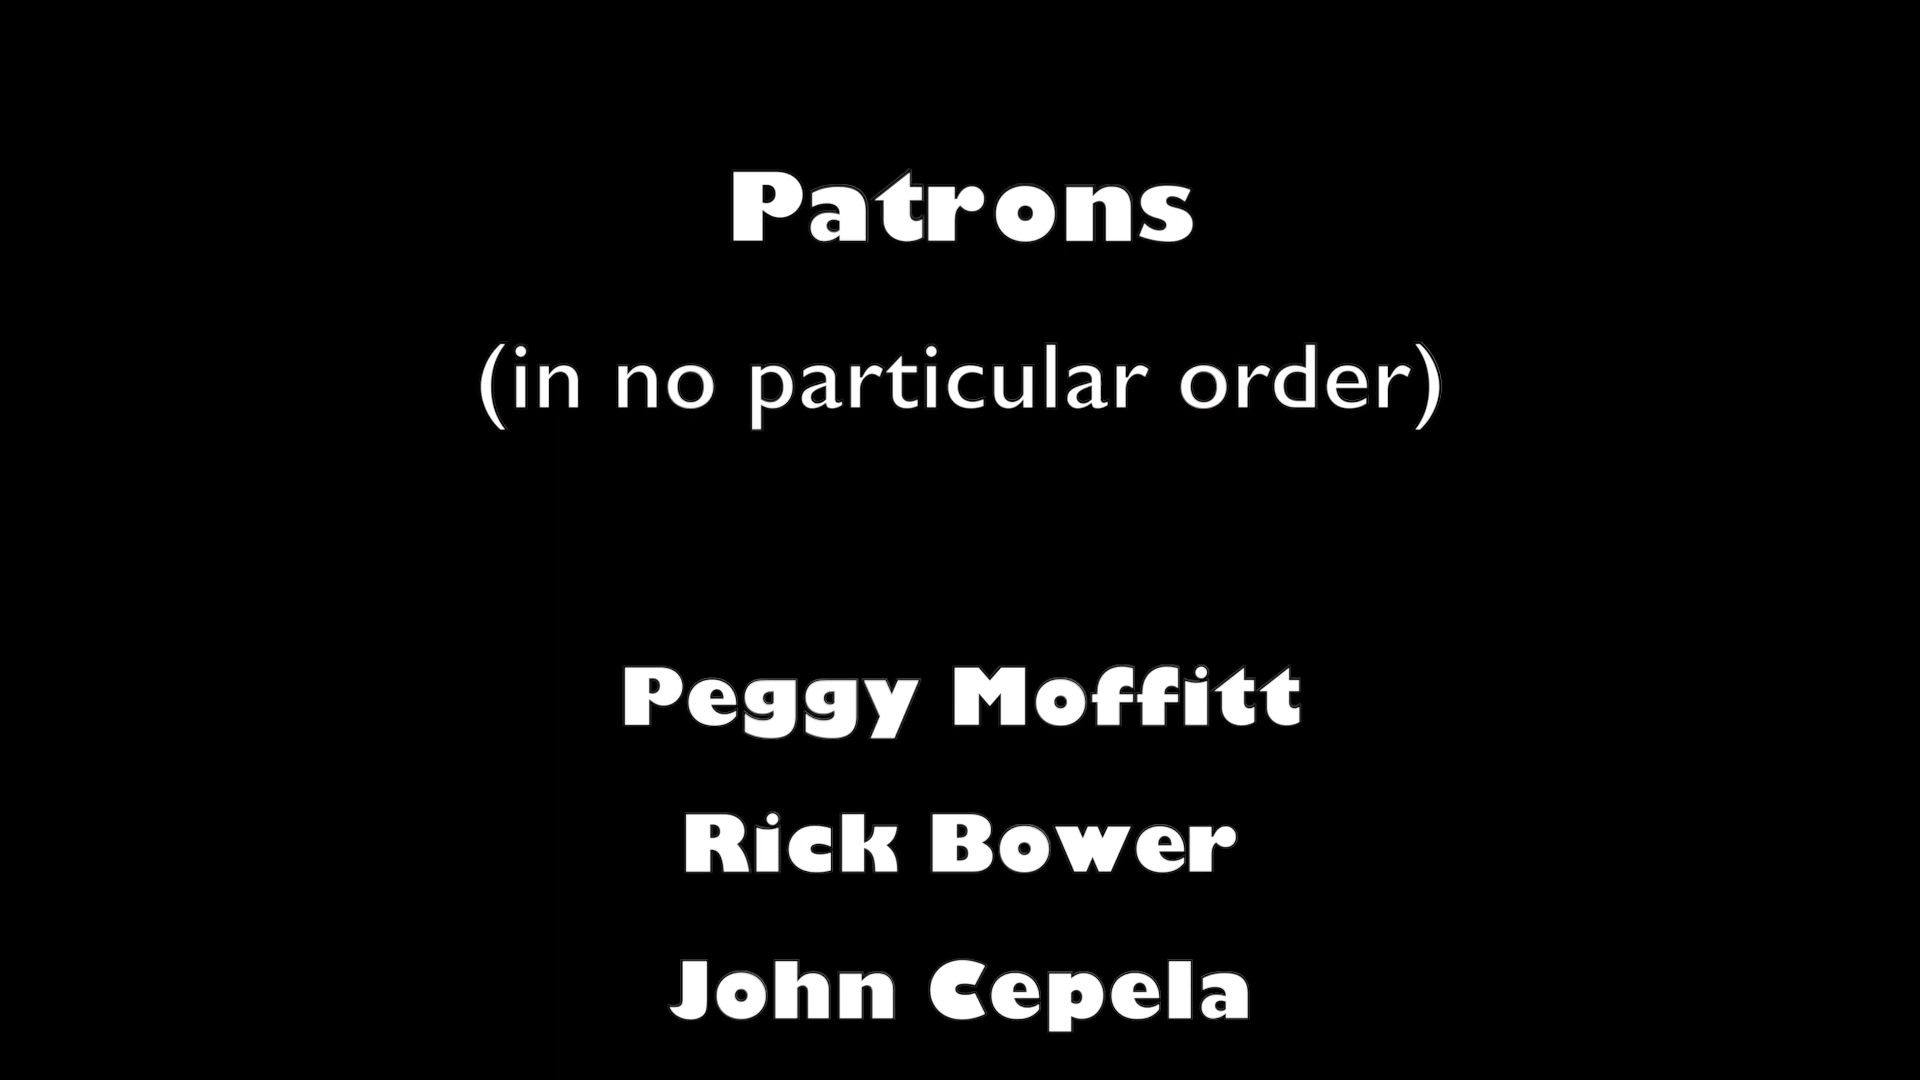 Patrons
(in no particular order)
Peggy Moffitt
Rick Bower
John Cepela